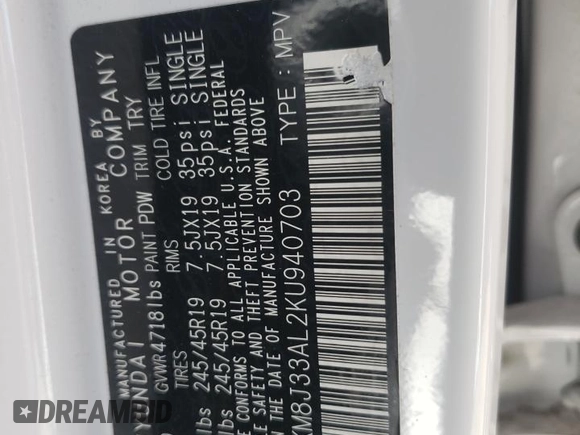 MANUFACTURED IN KOREA BY
YUNDAI MOTOR COMPANY
GVWR4718lbs PAINT PDW TRIM TRY
TIRES RIMS COLD TIRE INFL
lbs 245/45R19 7.5JX19 35psi SINGLE
lbs 245/45R19 7.5JX19 35psi SINGLE
E CONFORMS TO ALL APPLICABLE U.S.A. FEDERAL
E SAFETY AND THEFT PREVENTION STANDARDS
N THE DATE OF MANUFACTURE SHOWN ABOVE
KM8J33AL2KU940703 TYPE : MPV
DREAMBID